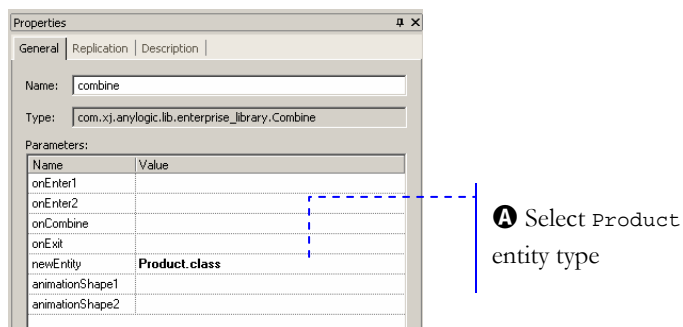 Properties
General Replication Description
Name: combine
Type: com.xj.anylogic.lib.enterprise_library.Combine
Parameters:
Name Value
onEnter1
onEnter2
onCombine
onExit
newEntity Product.class
animationShape1
animationShape2
A Select Product
entity type